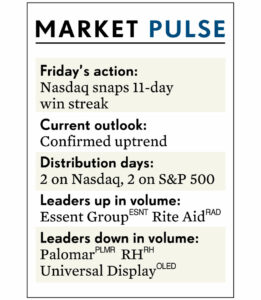 MARKET PULSE
Friday's action:
Nasdaq snaps 11-day
win streak
Current outlook:
Confirmed uptrend
Distribution days:
2 on Nasdaq, 2 on S&P 500
Leaders up in volume:
Essent Group ESNT Rite Aid RAD
Leaders down in volume:
Palomar PLMR RH RH
Universal Display OLED